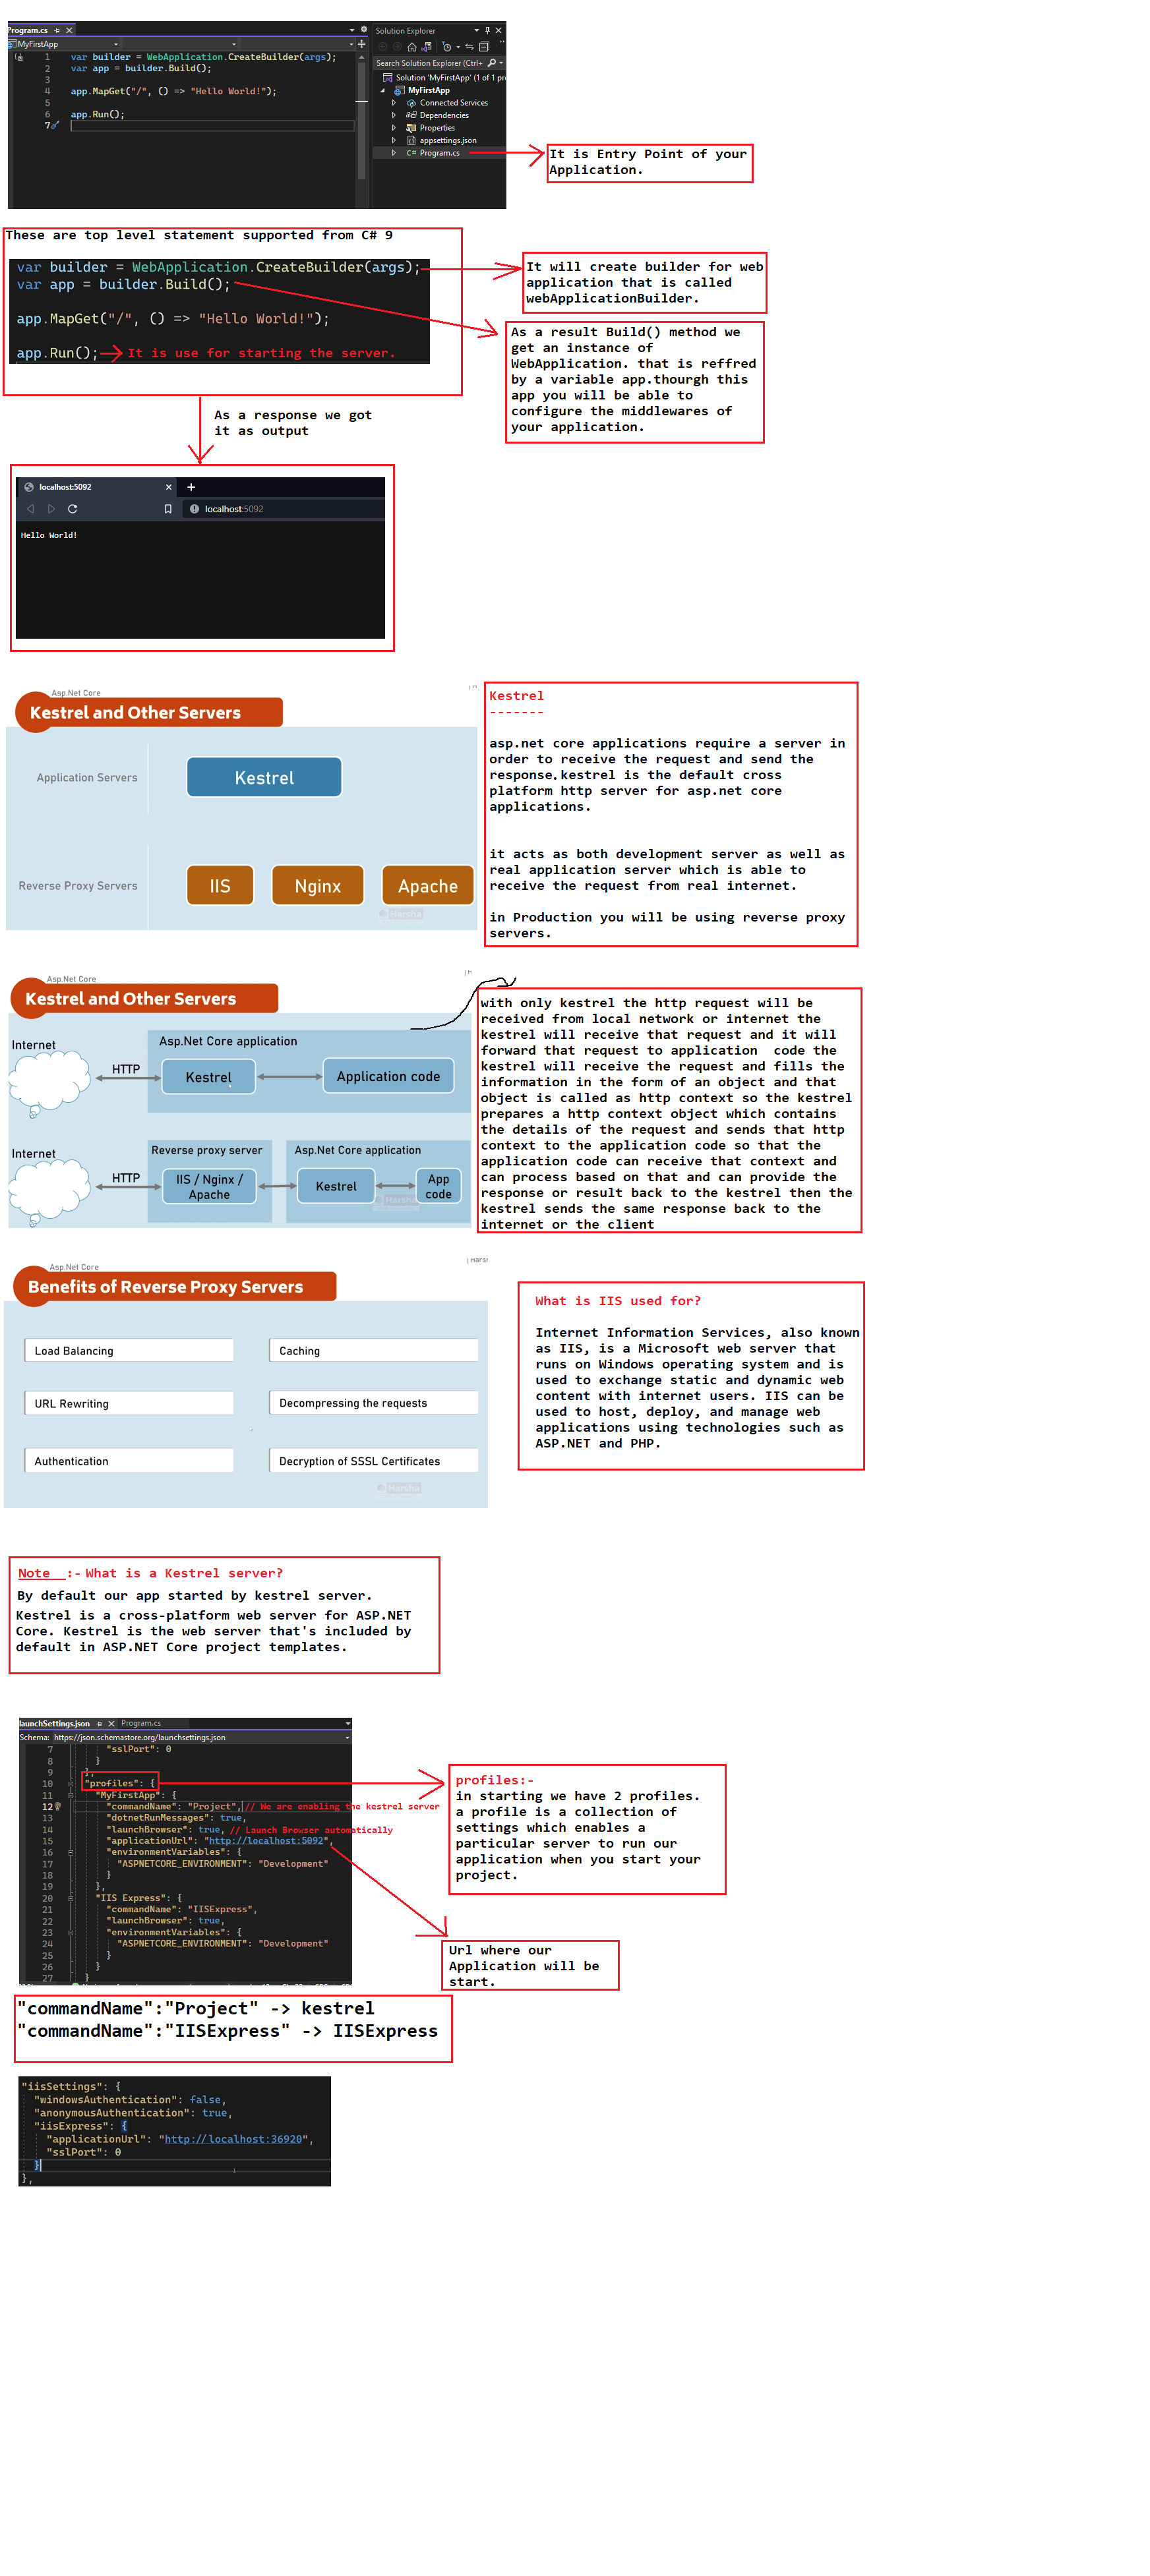 Program.cs
MyFirstApp
1 var builder = WebApplication.CreateBuilder(args);
2 var app = builder.Build();
3
4 app.MapGet("/", () => "Hello World!");
5
6 app.Run();
7
Solution Explorer
Search Solution Explorer (Ctrl+
Solution 'MyFirstApp' (1 of 1 pr
MyFirstApp
Connected Services
Dependencies
Properties
appsettings.json
C# Program.cs
It is Entry Point of your
Application.
These are top level statement supported from C# 9
var builder = WebApplication.CreateBuilder(args);
var app = builder.Build();
app.MapGet("/", () => "Hello World!");
app.Run(); It is use for starting the server.
It will create builder for web
application that is called
webApplicationBuilder.
As a result Build() method we
get an instance of
WebApplication. that is reffred
by a variable app.thourgh this
app you will be able to
configure the middlewares of
your application.
As a response we got
it as output
localhost:5092
localhost:5092
Hello World!
Asp.Net Core
Kestrel and Other Servers
Application Servers
Kestrel
Reverse Proxy Servers
IIS
Nginx
Apache
Harsha
Kestrel
-------
asp.net core applications require a server in
order to receive the request and send the
response.kestrel is the default cross
platform http server for asp.net core
applications.
it acts as both development server as well as
real application server which is able to
receive the request from real internet.
in Production you will be using reverse proxy
servers.
Asp.Net Core
Kestrel and Other Servers
Internet
HTTP
Asp.Net Core application
Kestrel
Application code
Internet
HTTP
Reverse proxy server
IIS / Nginx /
Apache
Asp.Net Core application
Kestrel
App
code
Harsha
with only kestrel the http request will be
received from local network or internet the
kestrel will receive that request and it will
forward that request to application  code the
kestrel will receive the request and fills the
information in the form of an object and that
object is called as http context so the kestrel
prepares a http context object which contains
the details of the request and sends that http
context to the application code so that the
application code can receive that context and
can process based on that and can provide the
response or result back to the kestrel then the
kestrel sends the same response back to the
internet or the client
Asp.Net Core
| Harsh
Benefits of Reverse Proxy Servers
Load Balancing
Caching
URL Rewriting
Decompressing the requests
Authentication
Decryption of SSSL Certificates
Harsha
What is IIS used for?
Internet Information Services, also known
as IIS, is a Microsoft web server that
runs on Windows operating system and is
used to exchange static and dynamic web
content with internet users. IIS can be
used to host, deploy, and manage web
applications using technologies such as
ASP.NET and PHP.
Note :- What is a Kestrel server?
By default our app started by kestrel server.
Kestrel is a cross-platform web server for ASP.NET
Core. Kestrel is the web server that's included by
default in ASP.NET Core project templates.
launchSettings.json Program.cs
Schema: https://json.schemastore.org/launchsettings.json
7 "sslPort": 0
8 }
9 },
10 "profiles": {
11 "MyFirstApp": {
12 "commandName": "Project", // We are enabling the kestrel server
13 "dotnetRunMessages": true,
14 "launchBrowser": true, // Launch Browser automatically
15 "applicationUrl": "http://localhost:5092",
16 "environmentVariables": {
17 "ASPNETCORE_ENVIRONMENT": "Development"
18 }
19 },
20 "IIS Express": {
21 "commandName": "IISExpress",
22 "launchBrowser": true,
23 "environmentVariables": {
24 "ASPNETCORE_ENVIRONMENT": "Development"
25 }
26 }
27 }
profiles:-
in starting we have 2 profiles.
a profile is a collection of
settings which enables a
particular server to run our
application when you start your
project.
Url where our
Application will be
start.
"commandName":"Project" -> kestrel
"commandName":"IISExpress" -> IISExpress
"iisSettings": {
"windowsAuthentication": false,
"anonymousAuthentication": true,
"iisExpress": {
"applicationUrl": "http://localhost:36920",
"sslPort": 0
}
},